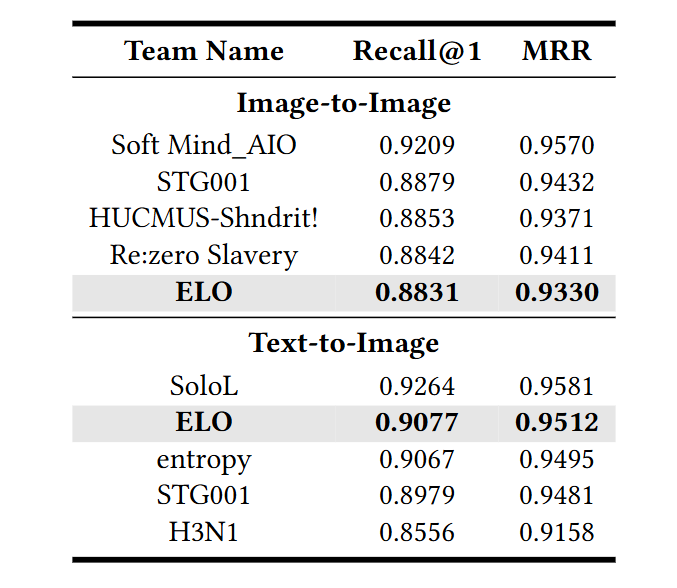 Team Name Recall@1 MRR
Image-to-Image
Soft Mind_AIO 0.9209 0.9570
STG001 0.8879 0.9432
HUCMUS-Shndrit! 0.8853 0.9371
Re:zero Slavery 0.8842 0.9411
ELO 0.8831 0.9330
Text-to-Image
SoloL 0.9264 0.9581
ELO 0.9077 0.9512
entropy 0.9067 0.9495
STG001 0.8979 0.9481
H3N1 0.8556 0.9158